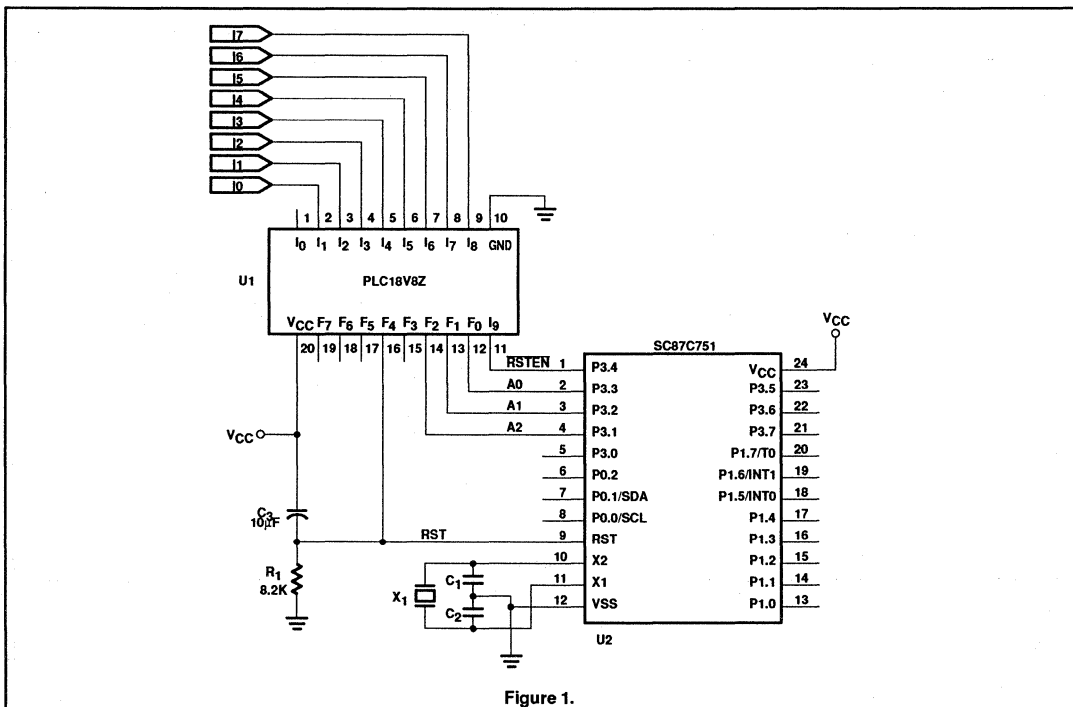 I7
I6
I5
I4
I3
I2
I1
I0
1 2 3 4 5 6 7 8 9 10
I0 I1 I2 I3 I4 I5 I6 I7 I8 GND
U1
PLC18V8Z
VCC F7 F6 F5 F4 F3 F2 F1 F0 I9
20 19 18 17 16 15 14 13 12 11
VCC
SC87C751
RSTEN 1 P3.4
A0 2 P3.3
A1 3 P3.2
A2 4 P3.1
5 P3.0
6 P0.2
7 P0.1/SDA
8 P0.0/SCL
RST 9 RST
10 X2
11 X1
12 VSS
VCC 24
P3.5 23
P3.6 22
P3.7 21
P1.7/T0 20
P1.6/INT1 19
P1.5/INT0 18
P1.4 17
P1.3 16
P1.2 15
P1.1 14
P1.0 13
U2
VCC
C3
10μF
R1
8.2K
X1
C1
C2
Figure 1.